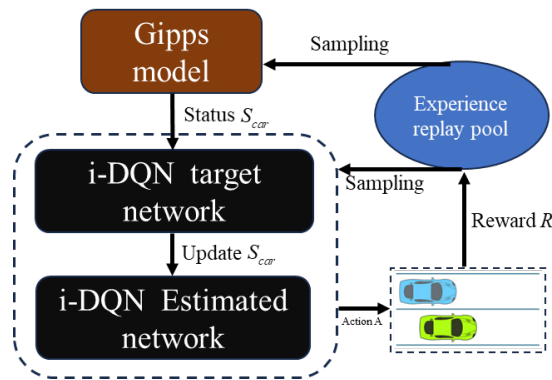 Gipps
model
Sampling
Experience
replay pool
Status S_car
i-DQN target
network
Sampling
Reward R
Update S_car
i-DQN Estimated
network
Action A